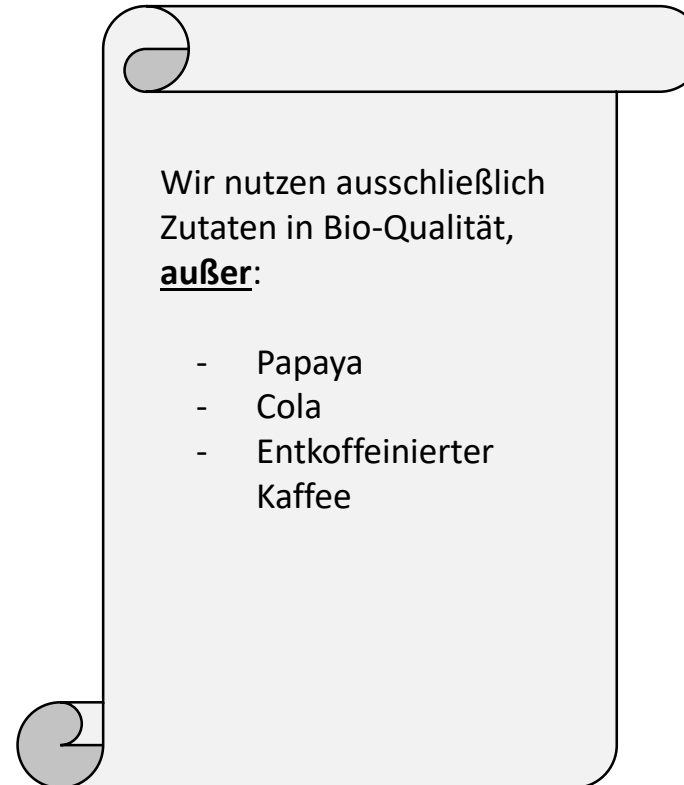 Wir nutzen ausschließlich
Zutaten in Bio-Qualität,
außer:
- Papaya
- Cola
- Entkoffeinierter
Kaffee